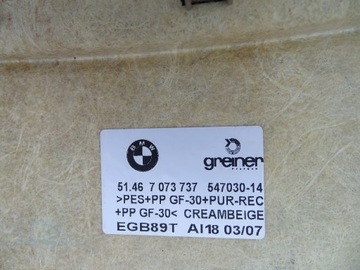 BMW
greiner
51.46 7 073 737 547030-14
>PES+PP GF-30+PUR-REC
+PP GF-30< CREAMBEIGE
EGB89T AI18 03/07